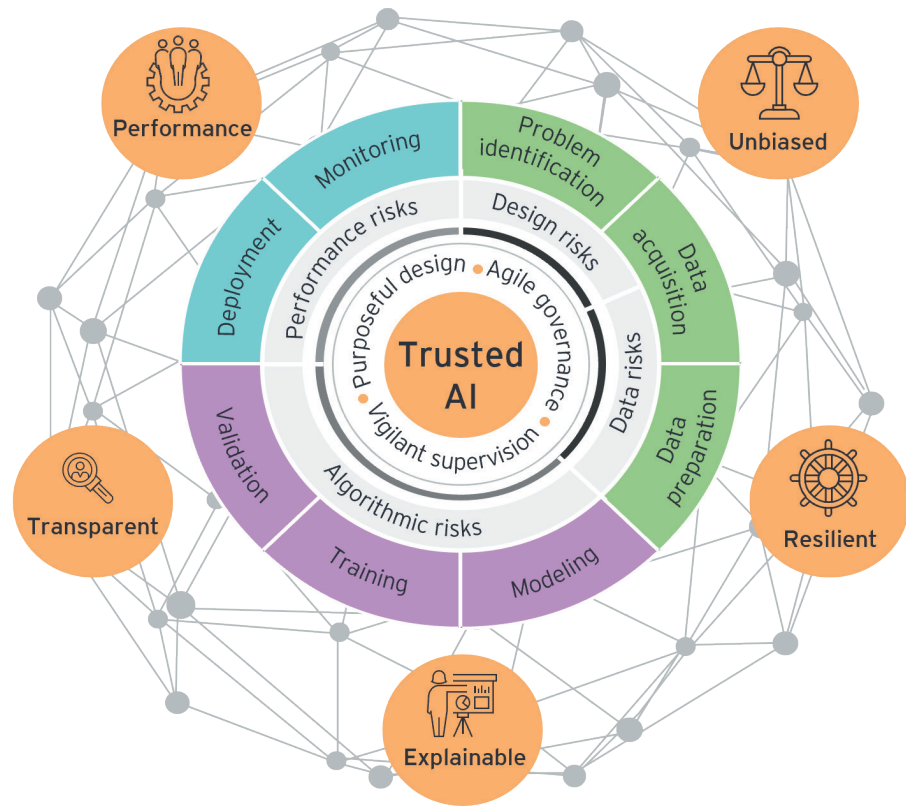 Performance
Unbiased
Monitoring
Problem
identification
Deployment
Performance risks
Design risks
Data
acquisition
Purposeful design
Agile governance
Trusted
AI
Vigilant supervision
Data risks
Data
preparation
Validation
Algorithmic risks
Training
Modeling
Transparent
Resilient
Explainable